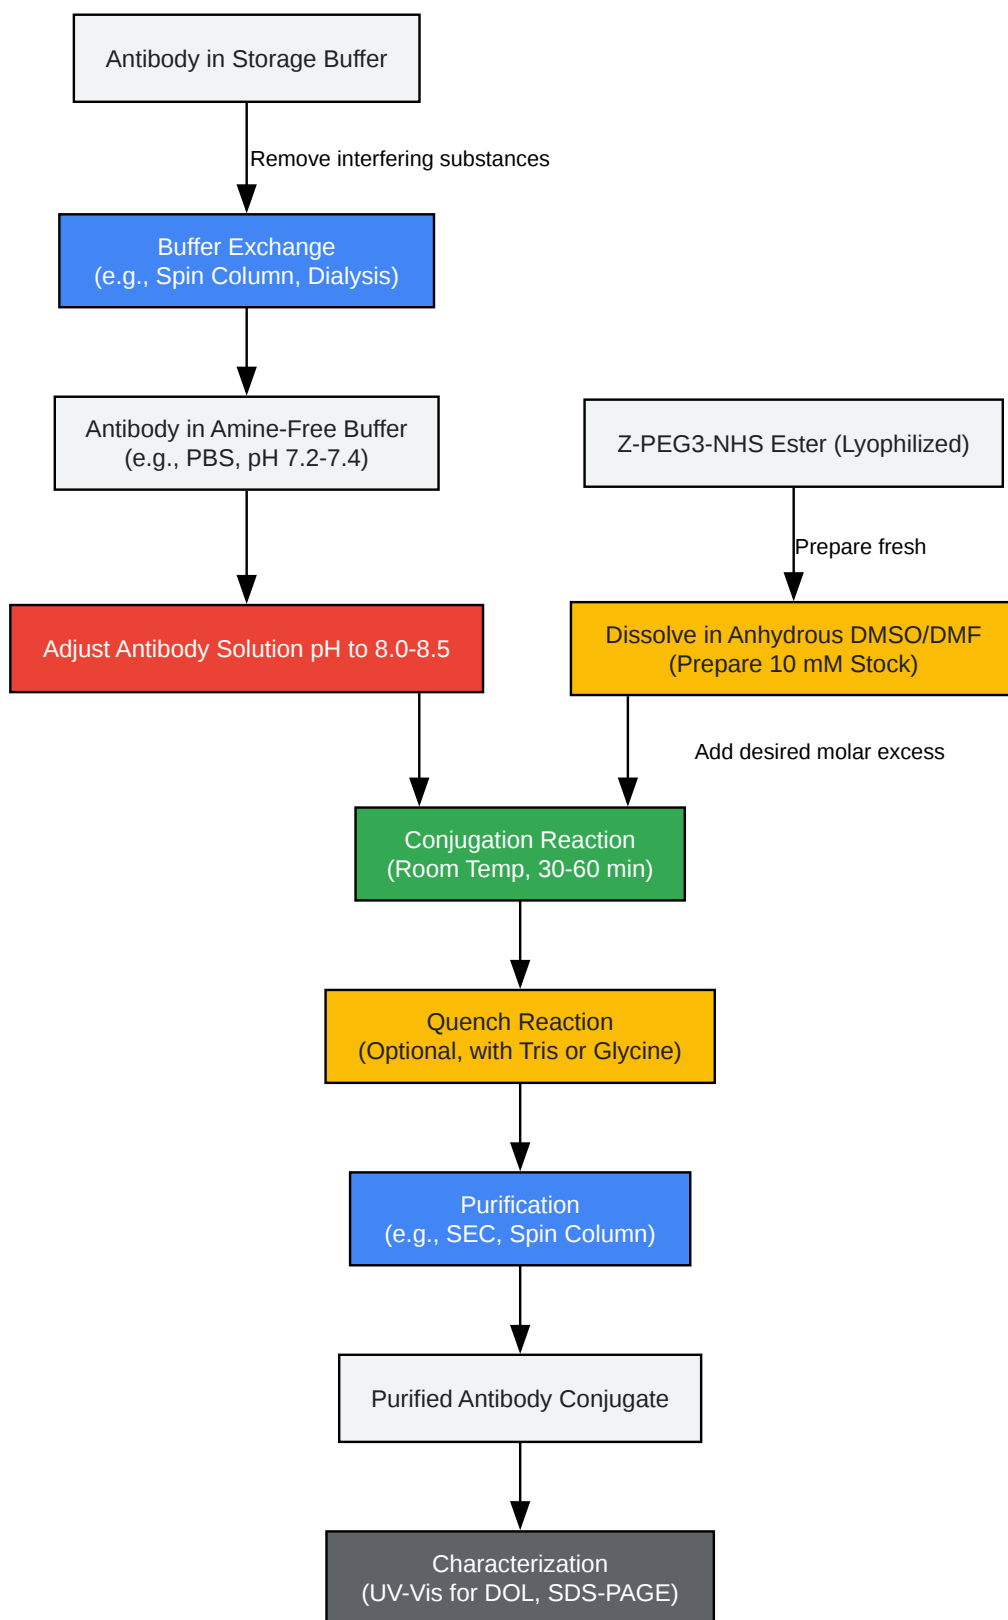 Antibody in Storage Buffer
Remove interfering substances
Buffer Exchange
(e.g., Spin Column, Dialysis)
Antibody in Amine-Free Buffer
(e.g., PBS, pH 7.2-7.4)
Z-PEG3-NHS Ester (Lyophilized)
Prepare fresh
Adjust Antibody Solution pH to 8.0-8.5
Dissolve in Anhydrous DMSO/DMF
(Prepare 10 mM Stock)
Add desired molar excess
Conjugation Reaction
(Room Temp, 30-60 min)
Quench Reaction
(Optional, with Tris or Glycine)
Purification
(e.g., SEC, Spin Column)
Purified Antibody Conjugate
Characterization
(UV-Vis for DOL, SDS-PAGE)